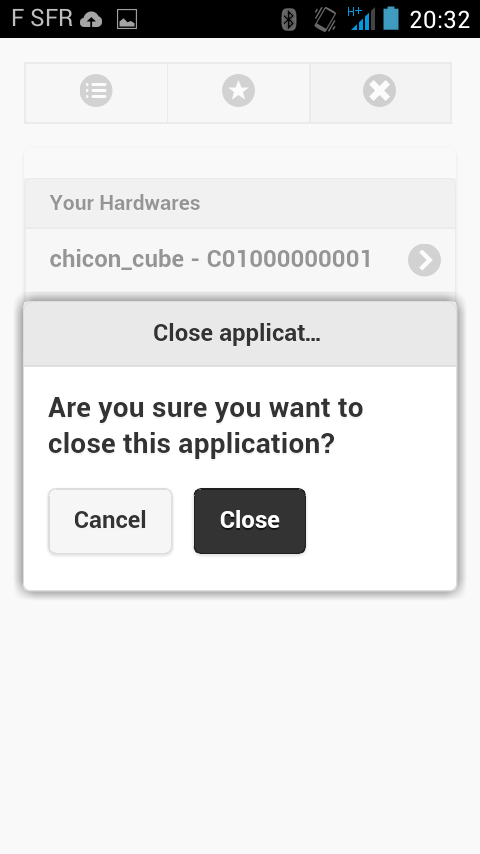 F SFR
H+
20:32
Your Hardwares
chicon_cube - C01000000001
Close applicat...
Are you sure you want to
close this application?
Cancel
Close